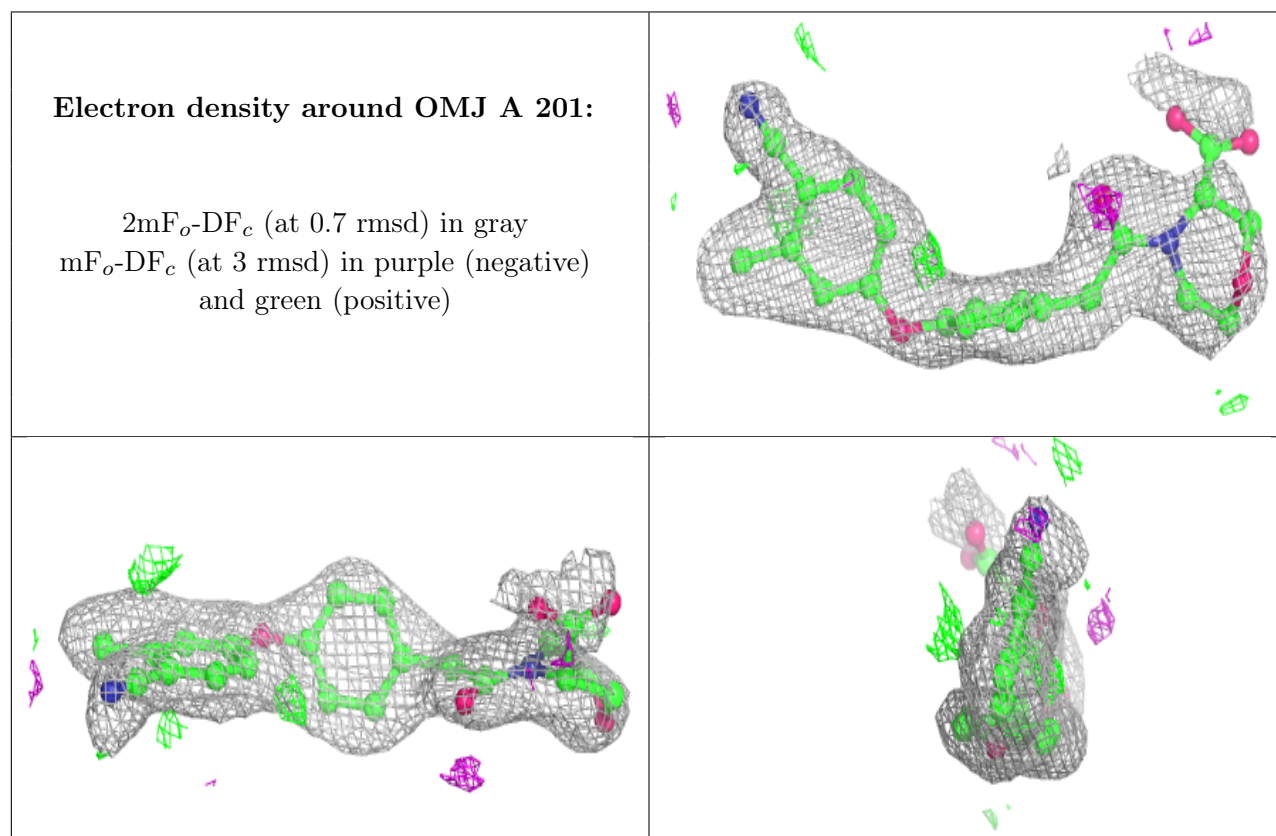 Electron density around OMJ A 201:
2mFo-DFc (at 0.7 rmsd) in gray
mFo-DFc (at 3 rmsd) in purple (negative)
and green (positive)